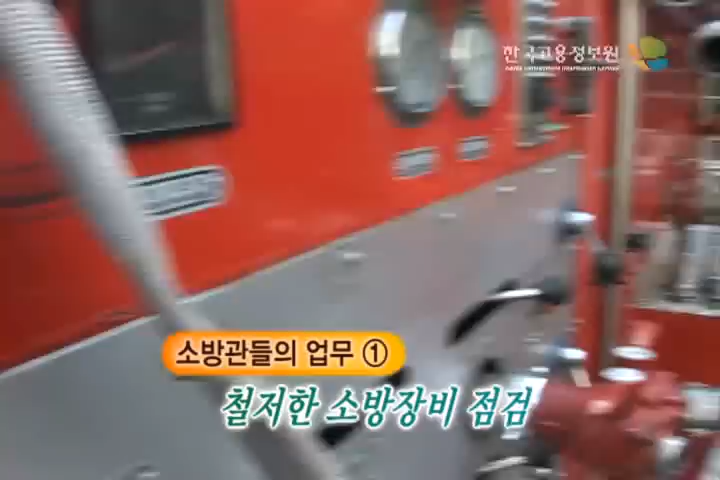 한국고용정보원
소방관들의 업무 ①
철저한 소방장비 점검